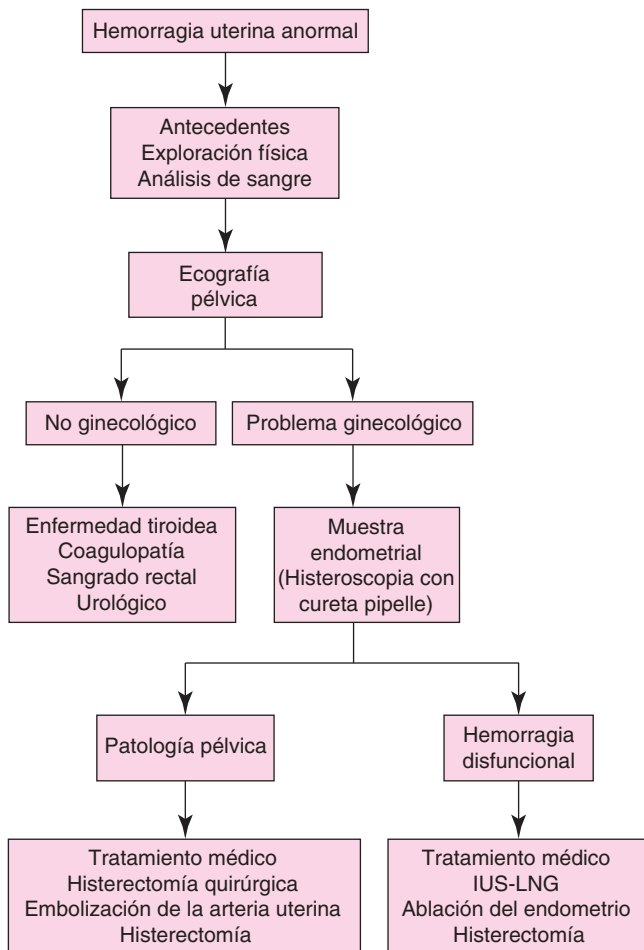 Hemorragia uterina anormal
Antecedentes
Exploración física
Análisis de sangre
Ecografía
pélvica
No ginecológico
Problema ginecológico
Enfermedad tiroidea
Coagulopatía
Sangrado rectal
Urológico
Muestra
endometrial
(Histeroscopia con
cureta pipelle)
Patología pélvica
Hemorragia
disfuncional
Tratamiento médico
Histerectomía quirúrgica
Embolización de la arteria uterina
Histerectomía
Tratamiento médico
IUS-LNG
Ablación del endometrio
Histerectomía